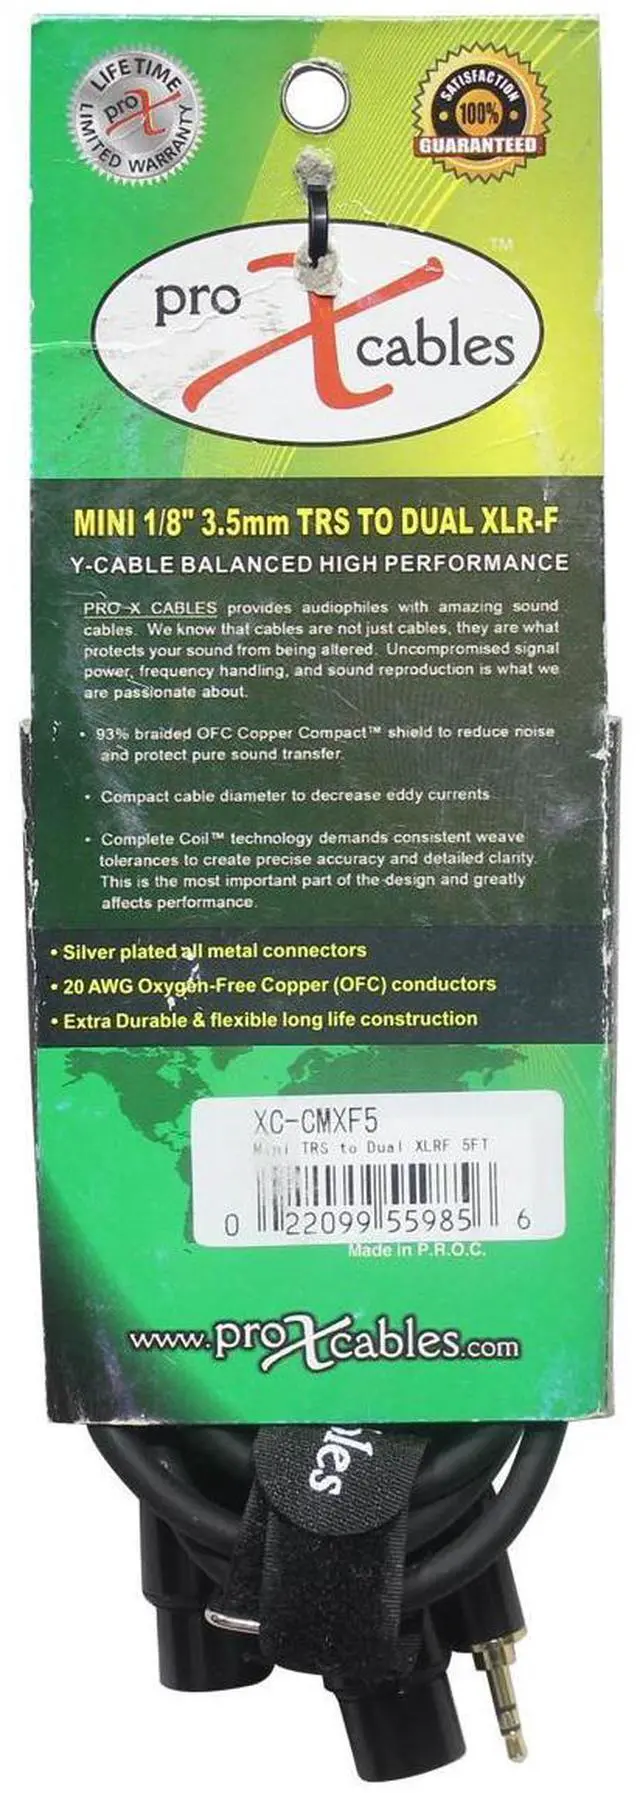 LIFETIME
pro X
LIMITED WARRANTY
SATISFACTION
100%
GUARANTEED
TM
pro X cables
MINI 1/8" 3.5mm TRS TO DUAL XLR-F
Y-CABLE BALANCED HIGH PERFORMANCE
PRO X CABLES provides audiophiles with amazing sound
cables. We know that cables are not just cables, they are what
protects your sound from being altered. Uncompromised signal
power, frequency handling, and sound reproduction is what we
are passionate about.
• 93% braided OFC Copper Compact™ shield to reduce noise
and protect pure sound transfer.
• Compact cable diameter to decrease eddy currents
• Complete Coil™ technology demands consistent weave
tolerances to create precise accuracy and detailed clarity.
This is the most important part of the design and greatly
affects performance.
• Silver plated all metal connectors
• 20 AWG Oxygen-Free Copper (OFC) conductors
• Extra Durable & flexible long life construction
XC-CMXF5
Mini TRS to Dual XLRF 5FT
0 22099 55985 6
Made in P.R.O.C.
www.proXcables.com
les